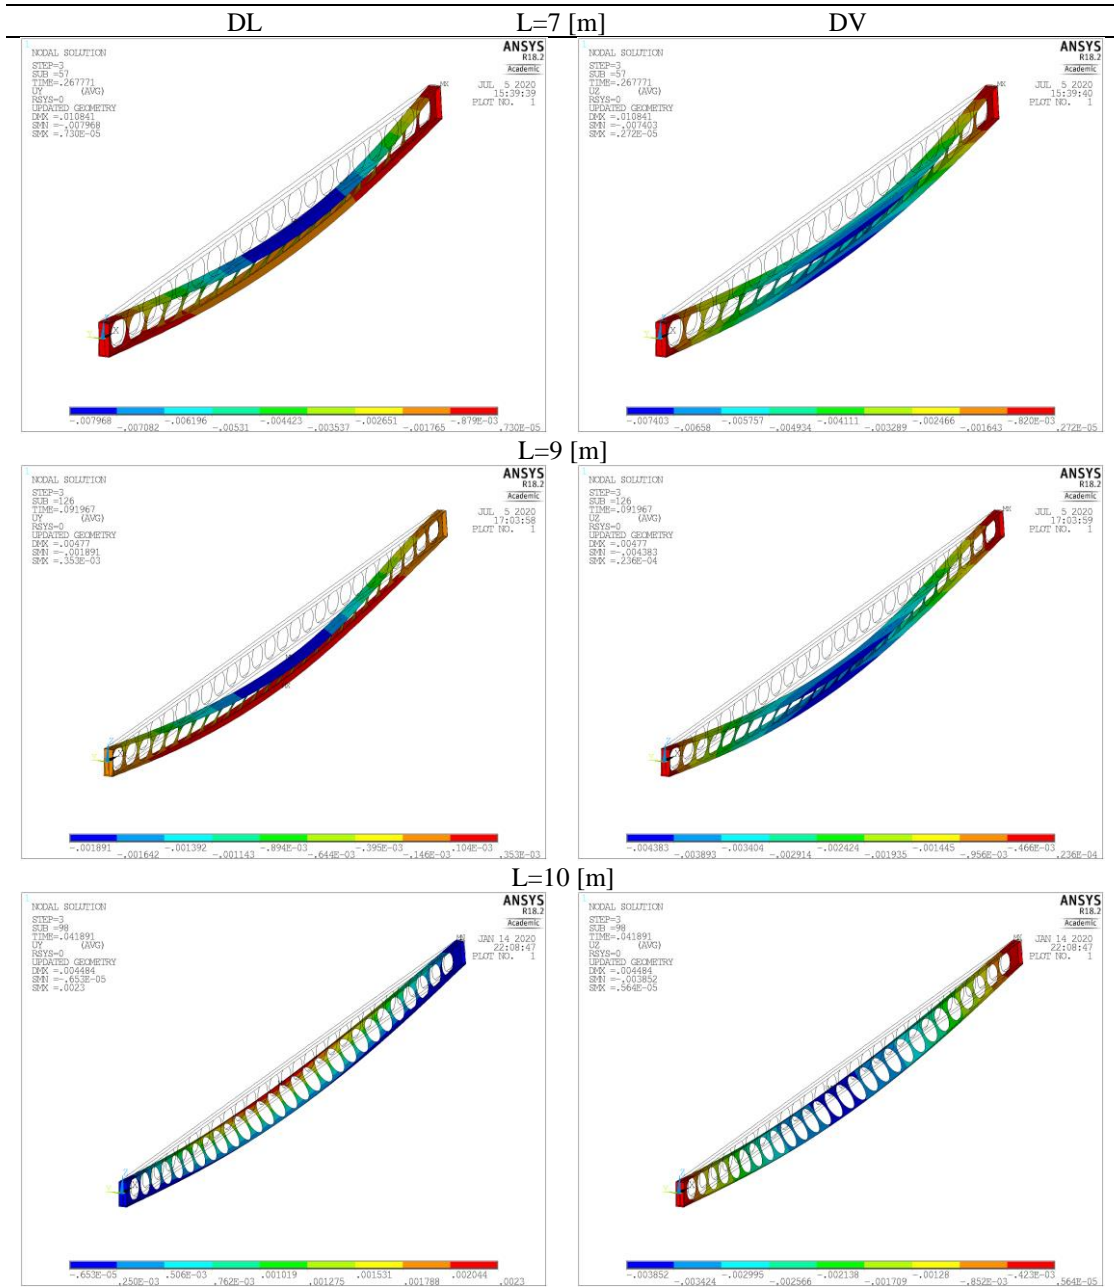 DL L=7 [m] DV
1
NODAL SOLUTION
STEP=3
SUB =57
TIME=.267771
UY (AVG)
RSYS=0
UPDATED GEOMETRY
DMX =.010841
SMN =-.007968
SMX =.730E-05
ANSYS
R18.2
Academic
JUL 5 2020
15:39:39
PLOT NO. 1
MX
Z
Y
X
-.007968 -.006196 -.004423 -.002651 -.879E-03
-.007082 -.00531 -.003537 -.001765 .730E-05
1
NODAL SOLUTION
STEP=3
SUB =57
TIME=.267771
UZ (AVG)
RSYS=0
UPDATED GEOMETRY
DMX =.010841
SMN =-.007403
SMX =.272E-05
ANSYS
R18.2
Academic
JUL 5 2020
15:39:40
PLOT NO. 1
MX
-.007403 -.005757 -.004111 -.002466 -.820E-03
-.00658 -.004934 -.003289 -.001643 .272E-05
L=9 [m]
1
NODAL SOLUTION
STEP=3
SUB =126
TIME=.091967
UY (AVG)
RSYS=0
UPDATED GEOMETRY
DMX =.00477
SMN =-.001891
SMX =.353E-03
ANSYS
R18.2
Academic
JUL 5 2020
17:03:58
PLOT NO. 1
-.001891 -.001392 -.894E-03 -.395E-03 .104E-03
-.001642 -.001143 -.644E-03 -.146E-03 .353E-03
1
NODAL SOLUTION
STEP=3
SUB =126
TIME=.091967
UZ (AVG)
RSYS=0
UPDATED GEOMETRY
DMX =.00477
SMN =-.004383
SMX =.236E-04
ANSYS
R18.2
Academic
JUL 5 2020
17:03:59
PLOT NO. 1
MX
-.004383 -.003404 -.002424 -.001445 -.466E-03
-.003893 -.002914 -.001935 -.956E-03 .236E-04
L=10 [m]
1
NODAL SOLUTION
STEP=3
SUB =98
TIME=.041891
UY (AVG)
RSYS=0
UPDATED GEOMETRY
DMX =.004484
SMN =-.653E-05
SMX =.0023
ANSYS
R18.2
Academic
JAN 14 2020
22:08:47
PLOT NO. 1
MN
-.653E-05 .506E-03 .001019 .001531 .002044
.250E-03 .762E-03 .001275 .001788 .0023
1
NODAL SOLUTION
STEP=3
SUB =98
TIME=.041891
UZ (AVG)
RSYS=0
UPDATED GEOMETRY
DMX =.004484
SMN =-.003852
SMX =.564E-05
ANSYS
R18.2
Academic
JAN 14 2020
22:08:47
PLOT NO. 1
-.003852 -.002995 -.002138 -.00128 -.423E-03
-.003424 -.002566 -.001709 -.852E-03 .564E-05